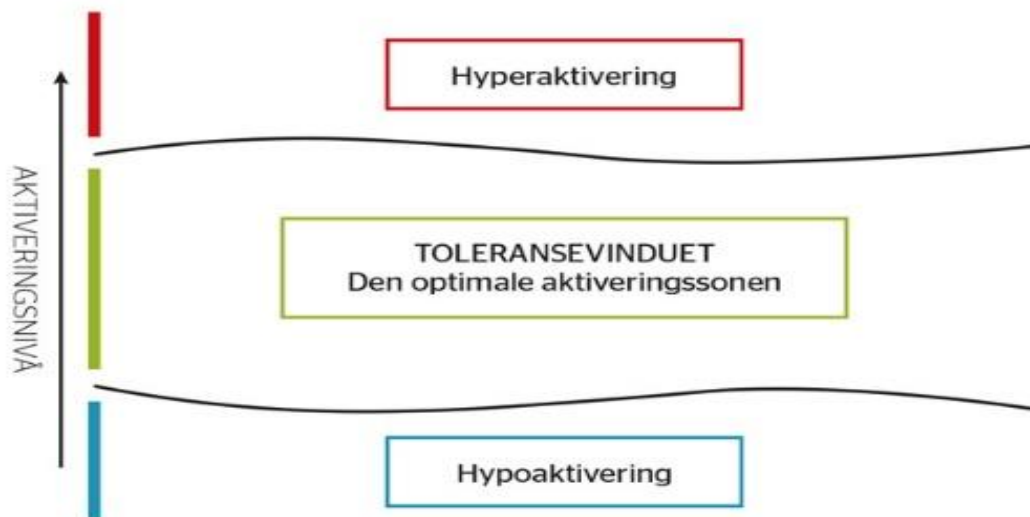 Hyperaktivering
AKTIVERINGSNIVÅ
TOLERANSEVINDUET
Den optimale aktiveringssonen
Hypoaktivering